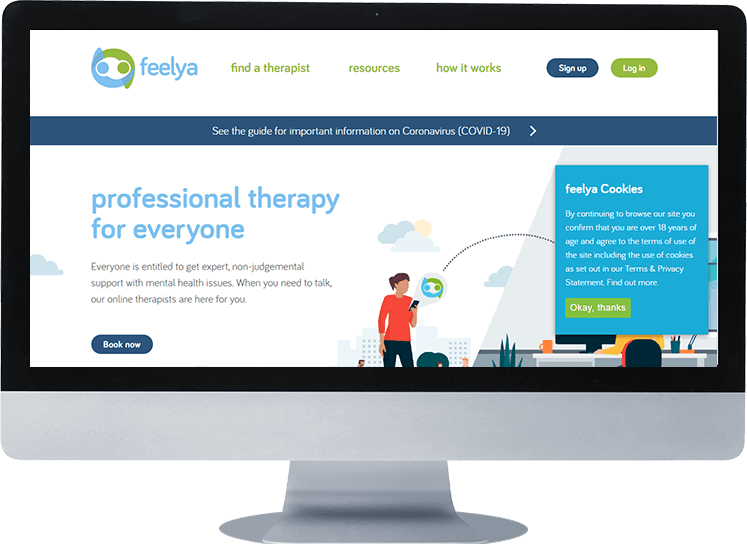 feelya
find a therapist
resources
how it works
Sign up
Log in
See the guide for important information on Coronavirus (COVID-19)
professional therapy
for everyone
Everyone is entitled to get expert, non-judgemental
support with mental health issues. When you need to talk,
our online therapists are here for you.
Book now
feelya Cookies
By continuing to browse our site you
confirm that you are over 18 years of
age and agree to the terms of use of
the site including the use of cookies
as set out in our Terms & Privacy
Statement. Find out more.
Okay, thanks